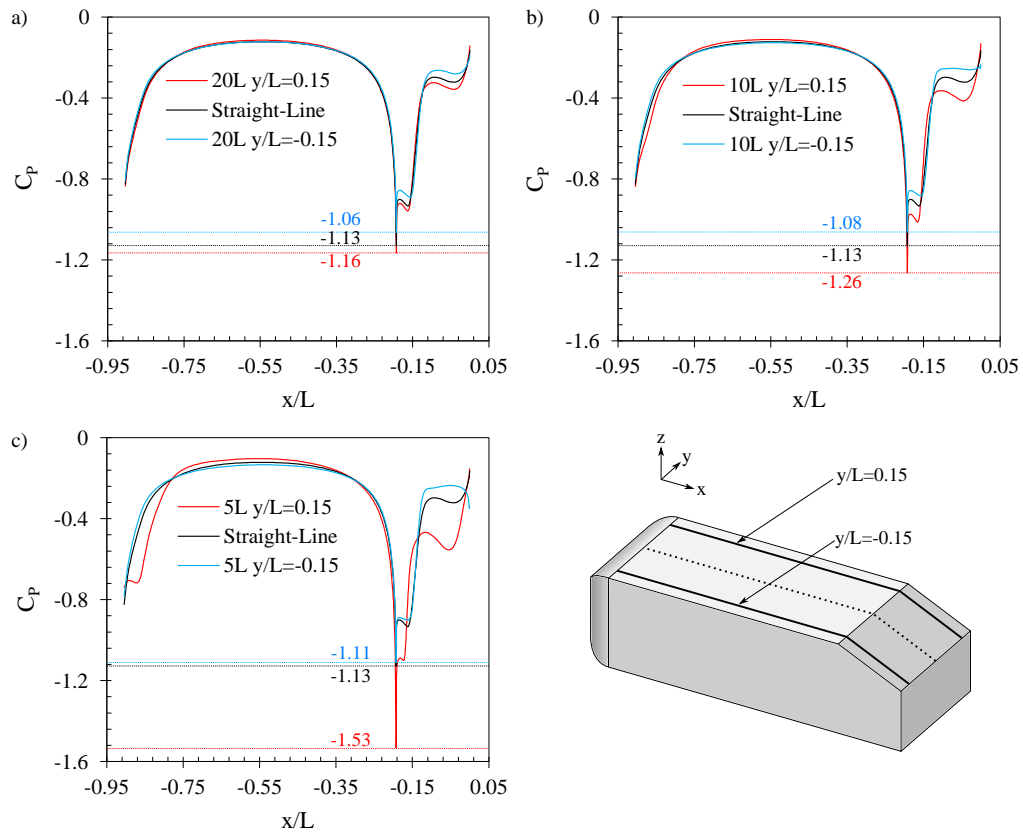 a)
0
-0.4
-0.8
-1.2
-1.6
C_P
20L y/L=0.15
Straight-Line
20L y/L=-0.15
-1.06
-1.13
-1.16
-0.95
-0.75
-0.55
-0.35
-0.15
0.05
x/L
b)
0
-0.4
-0.8
-1.2
-1.6
C_P
10L y/L=0.15
Straight-Line
10L y/L=-0.15
-1.08
-1.13
-1.26
-0.95
-0.75
-0.55
-0.35
-0.15
0.05
x/L
c)
0
-0.4
-0.8
-1.2
-1.6
C_P
5L y/L=0.15
Straight-Line
5L y/L=-0.15
-1.11
-1.13
-1.53
-0.95
-0.75
-0.55
-0.35
-0.15
0.05
x/L
z
y
x
y/L=0.15
y/L=-0.15